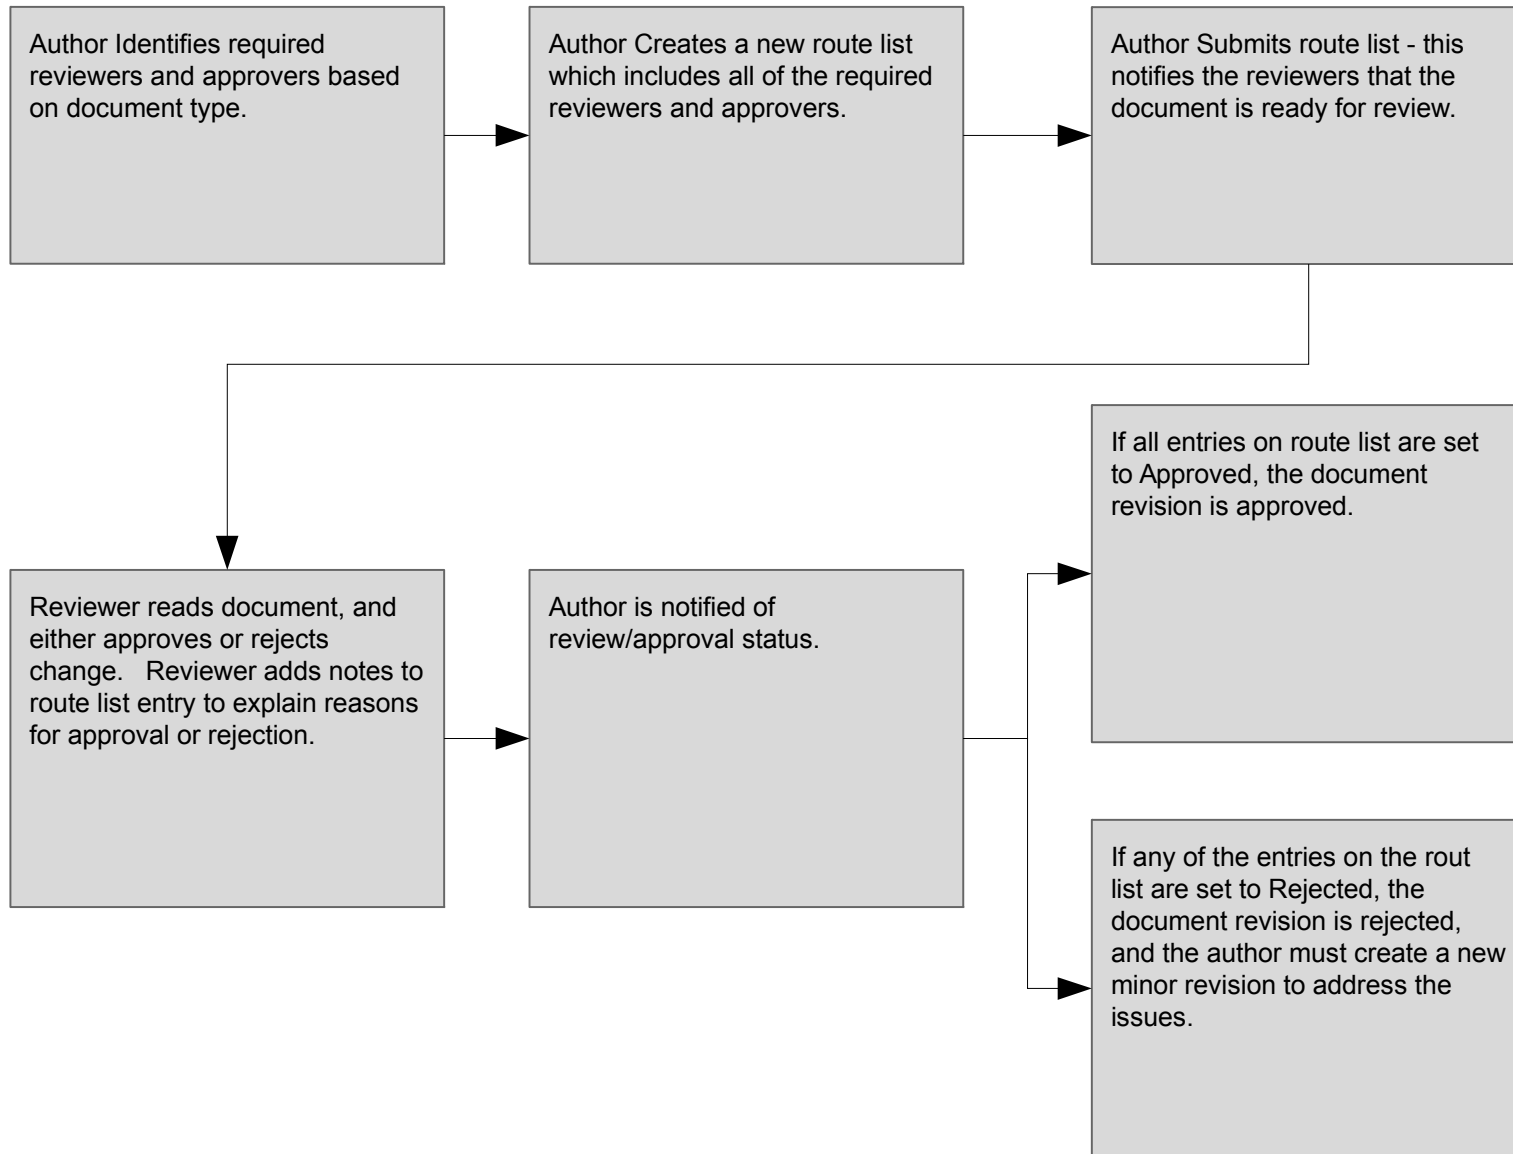 Author Identifies required
reviewers and approvers based
on document type.
Author Creates a new route list
which includes all of the required
reviewers and approvers.
Author Submits route list - this
notifies the reviewers that the
document is ready for review.
Reviewer reads document, and
either approves or rejects
change.   Reviewer adds notes to
route list entry to explain reasons
for approval or rejection.
Author is notified of
review/approval status.
If all entries on route list are set
to Approved, the document
revision is approved.
If any of the entries on the rout
list are set to Rejected, the
document revision is rejected,
and the author must create a new
minor revision to address the
issues.